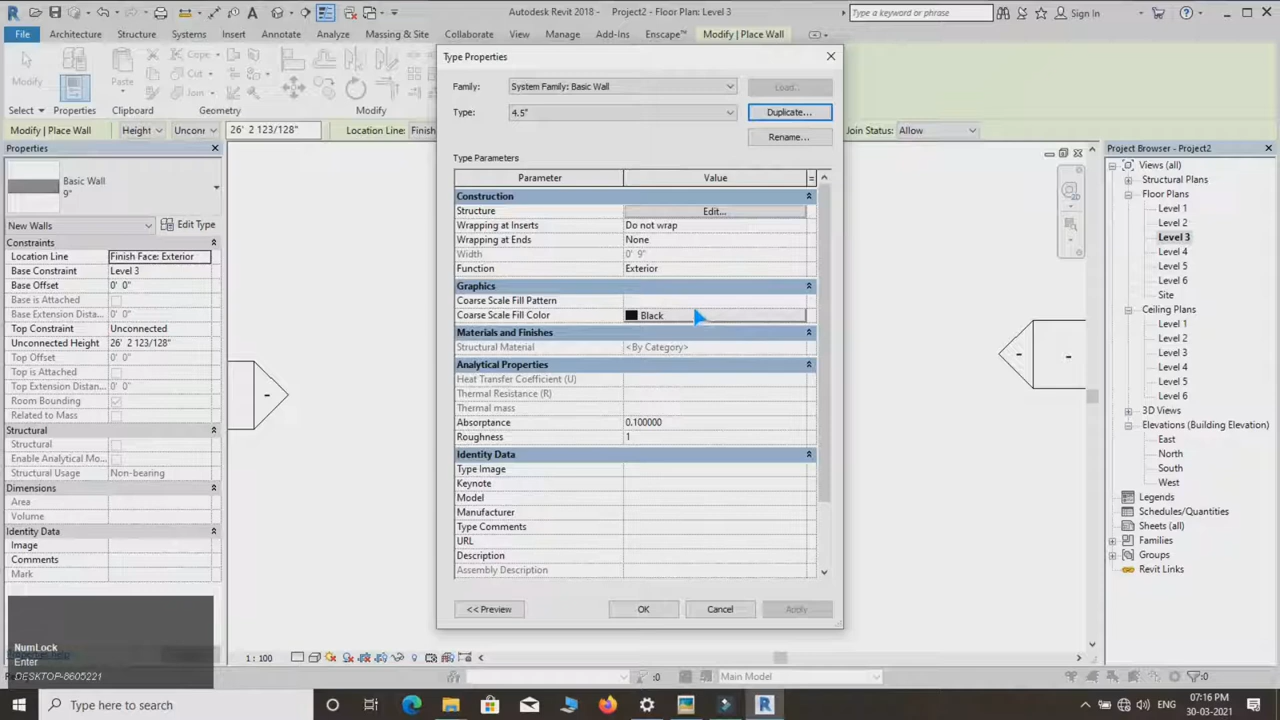 Autodesk Revit 2018 - Project2 - Floor Plan: Level 3
Type a keyword or phrase
Sign In
File Architecture Structure Systems Insert Annotate Analyze Massing & Site Collaborate View Manage Add-Ins Enscape™ Modify | Place Wall
Modify
Paste
Cope
Cut
Join
Select Properties Clipboard Geometry Modify
Modify | Place Wall Height Unconr 26' 2 123/128" Location Line: Finish Join Status: Allow
Properties
Basic Wall
9"
New Walls Edit Type
Constraints
Location Line Finish Face: Exterior
Base Constraint Level 3
Base Offset 0' 0"
Base is Attached
Base Extension Distan...
Top Constraint Unconnected
Unconnected Height 26' 2 123/128"
Top Offset 0' 0"
Top is Attached
Top Extension Distan... 0' 0"
Room Bounding
Related to Mass
Structural
Structural
Enable Analytical Mo...
Structural Usage Non-bearing
Dimensions
Area
Volume
Identity Data
Image
Comments
Mark
NumLock
Enter
DESKTOP-8605221
Type Properties
Family: System Family: Basic Wall Load...
Type: 4.5" Duplicate...
Rename...
Type Parameters
Parameter Value =
Construction
Structure Edit...
Wrapping at Inserts Do not wrap
Wrapping at Ends None
Width 0' 9"
Function Exterior
Graphics
Coarse Scale Fill Pattern
Coarse Scale Fill Color Black
Materials and Finishes
Structural Material <By Category>
Analytical Properties
Heat Transfer Coefficient (U)
Thermal Resistance (R)
Thermal mass
Absorptance 0.100000
Roughness 1
Identity Data
Type Image
Keynote
Model
Manufacturer
Type Comments
URL
Description
Assembly Description
<< Preview OK Cancel Apply
Project Browser - Project2
Views (all)
Structural Plans
Floor Plans
Level 1
Level 2
Level 3
Level 4
Level 5
Level 6
Site
Ceiling Plans
Level 1
Level 2
Level 3
Level 4
Level 5
Level 6
3D Views
Elevations (Building Elevation)
East
North
South
West
Legends
Schedules/Quantities
Sheets (all)
Families
Groups
Revit Links
1 : 100
:0 Main Model :0
Type here to search
ENG 07:16 PM
30-03-2021